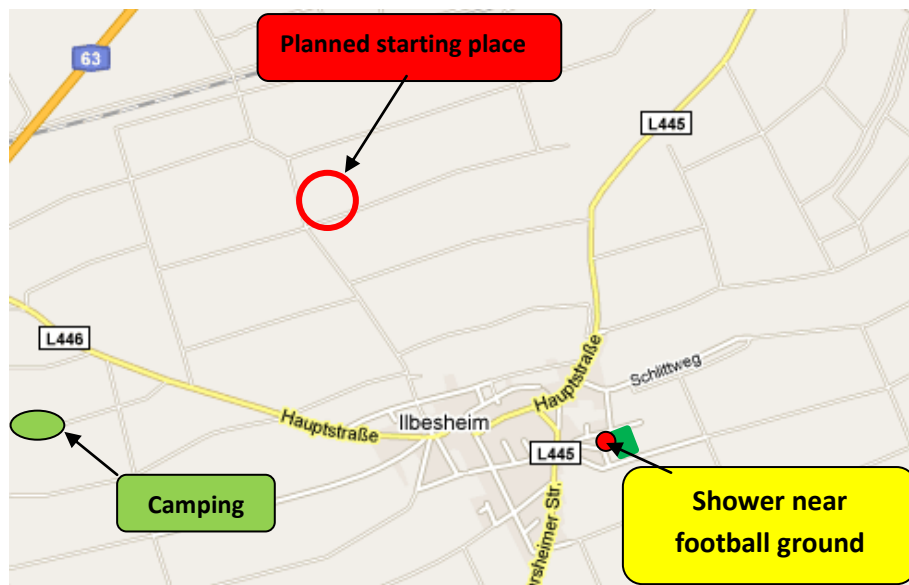 Planned starting place
63
L445
L446
Schlittweg
Hauptstraße
Hauptstraße
Ilbesheim
L445
rsheimer Str.
Camping
Shower near
football ground